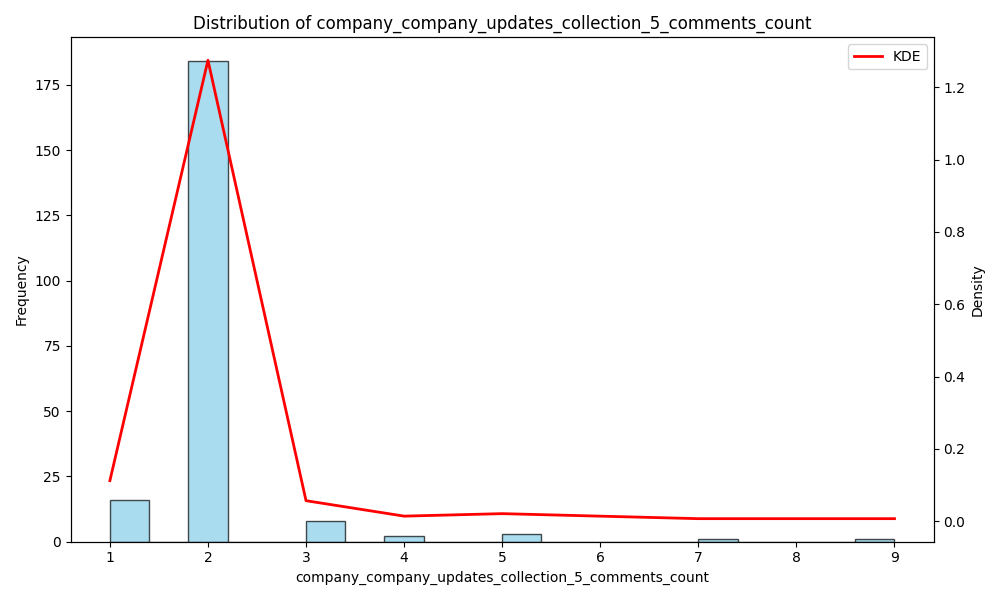 Distribution of company_company_updates_collection_5_comments_count
KDE
175
150
125
100
75
50
25
0
Frequency
1.2
1.0
0.8
0.6
0.4
0.2
0.0
Density
1 2 3 4 5 6 7 8 9
company_company_updates_collection_5_comments_count